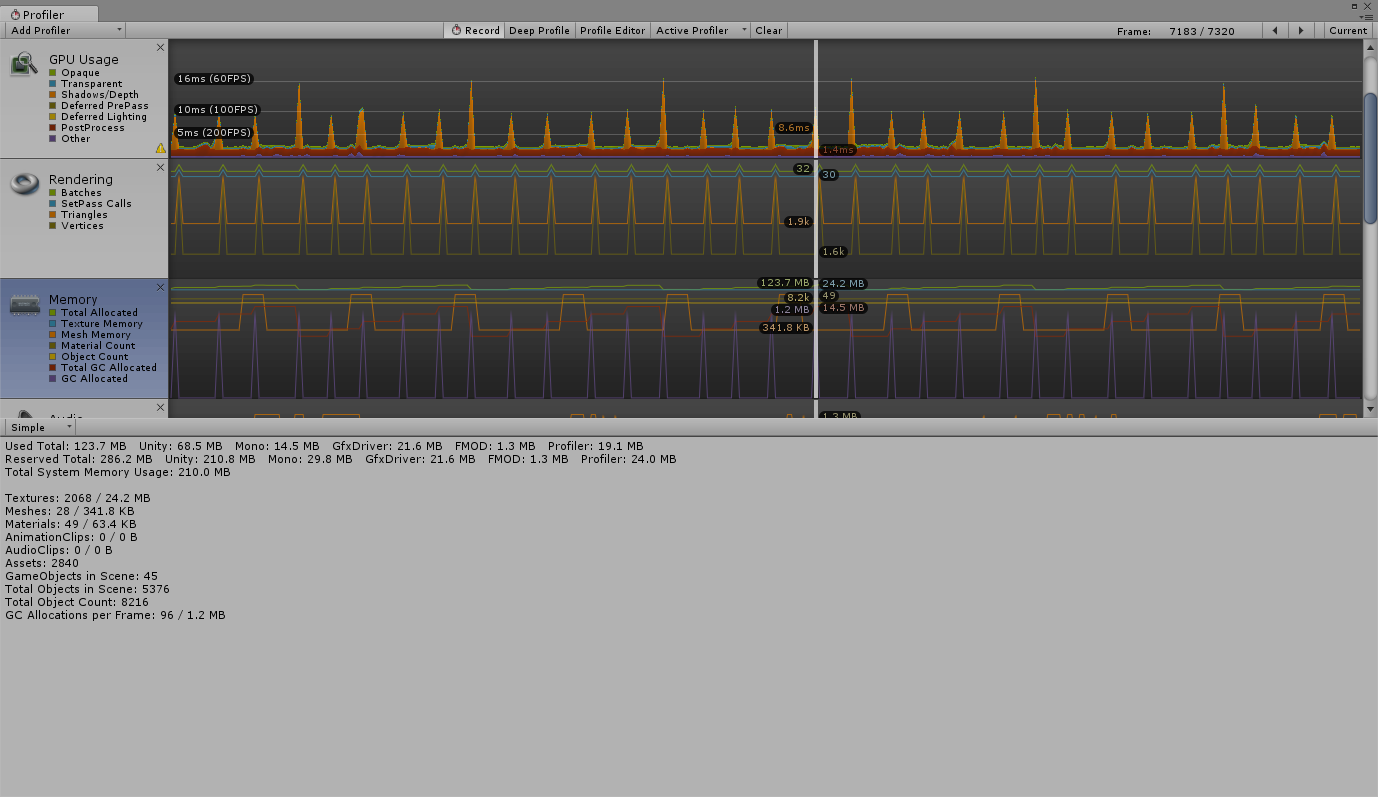 Profiler
Add Profiler
Record Deep Profile Profile Editor Active Profiler Clear
Frame: 7183 / 7320 Current
GPU Usage
Opaque
Transparent
Shadows/Depth
Deferred PrePass
Deferred Lighting
PostProcess
Other
16ms (60FPS)
10ms (100FPS)
5ms (200FPS)
8.6ms
1.4ms
Rendering
Batches
SetPass Calls
Triangles
Vertices
32
30
1.9k
1.6k
Memory
Total Allocated
Texture Memory
Mesh Memory
Material Count
Object Count
Total GC Allocated
GC Allocated
123.7 MB
24.2 MB
8.2k
49
1.2 MB
14.5 MB
341.8 KB
Audio
1.3 MB
Simple
Used Total: 123.7 MB Unity: 68.5 MB Mono: 14.5 MB GfxDriver: 21.6 MB FMOD: 1.3 MB Profiler: 19.1 MB
Reserved Total: 286.2 MB Unity: 210.8 MB Mono: 29.8 MB GfxDriver: 21.6 MB FMOD: 1.3 MB Profiler: 24.0 MB
Total System Memory Usage: 210.0 MB
Textures: 2068 / 24.2 MB
Meshes: 28 / 341.8 KB
Materials: 49 / 63.4 KB
AnimationClips: 0 / 0 B
AudioClips: 0 / 0 B
Assets: 2840
GameObjects in Scene: 45
Total Objects in Scene: 5376
Total Object Count: 8216
GC Allocations per Frame: 96 / 1.2 MB